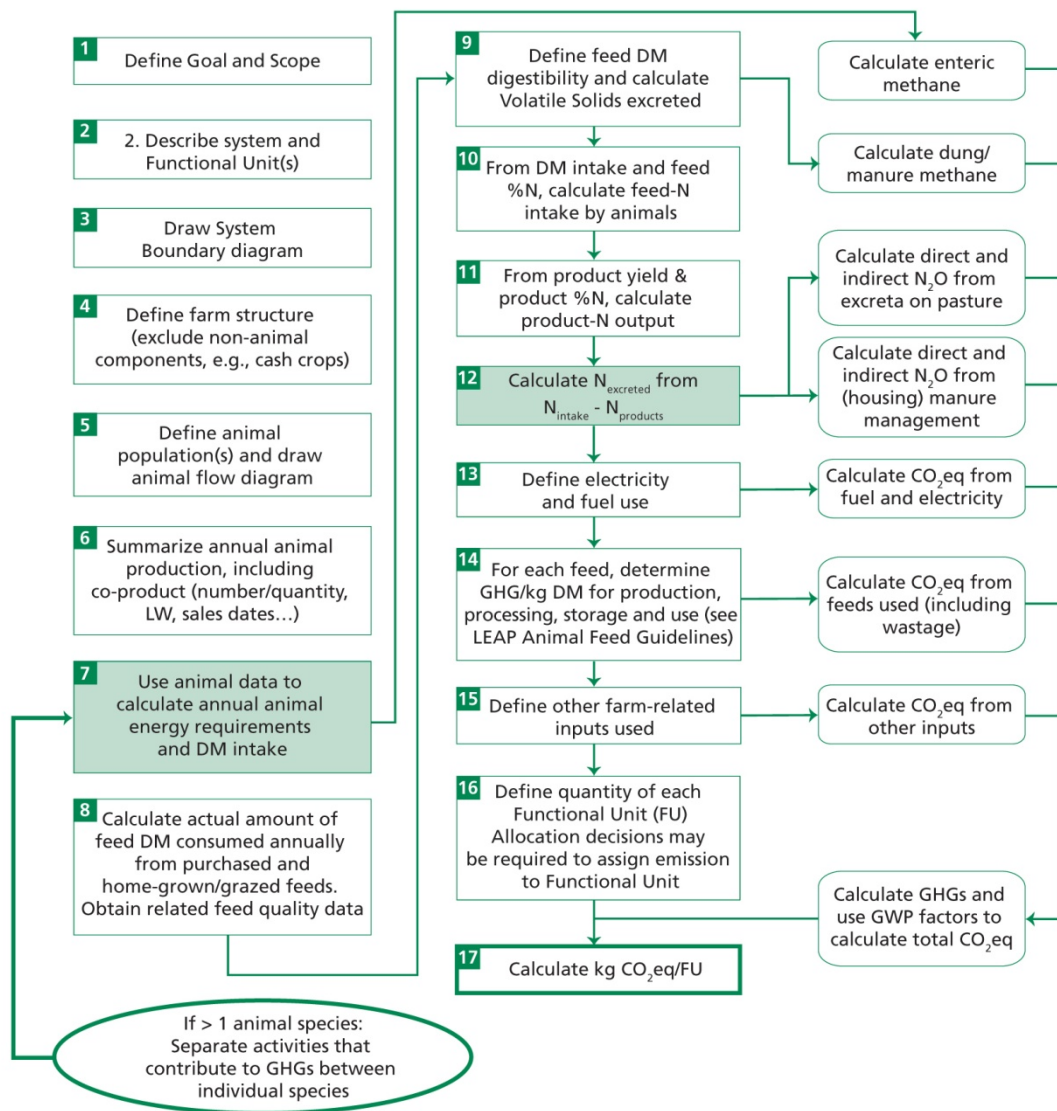 1
Define Goal and Scope
2
2. Describe system and
Functional Unit(s)
3
Draw System
Boundary diagram
4
Define farm structure
(exclude non-animal
components, e.g., cash crops)
5
Define animal
population(s) and draw
animal flow diagram
6
Summarize annual animal
production, including
co-product (number/quantity,
LW, sales dates…)
7
Use animal data to
calculate annual animal
energy requirements
and DM intake
8
Calculate actual amount of
feed DM consumed annually
from purchased and
home-grown/grazed feeds.
Obtain related feed quality data
If > 1 animal species:
Separate activities that
contribute to GHGs between
individual species
9
Define feed DM
digestibility and calculate
Volatile Solids excreted
10
From DM intake and feed
%N, calculate feed-N
intake by animals
11
From product yield &
product %N, calculate
product-N output
12
Calculate Nexcreted from
Nintake - Nproducts
13
Define electricity
and fuel use
14
For each feed, determine
GHG/kg DM for production,
processing, storage and use (see
LEAP Animal Feed Guidelines)
15
Define other farm-related
inputs used
16
Define quantity of each
Functional Unit (FU)
Allocation decisions may
be required to assign emission
to Functional Unit
17
Calculate kg CO₂eq/FU
Calculate enteric
methane
Calculate dung/
manure methane
Calculate direct and
indirect N₂O from
excreta on pasture
Calculate direct and
indirect N₂O from
(housing) manure
management
Calculate CO₂eq from
fuel and electricity
Calculate CO₂eq from
feeds used (including
wastage)
Calculate CO₂eq from
other inputs
Calculate GHGs and
use GWP factors to
calculate total CO₂eq